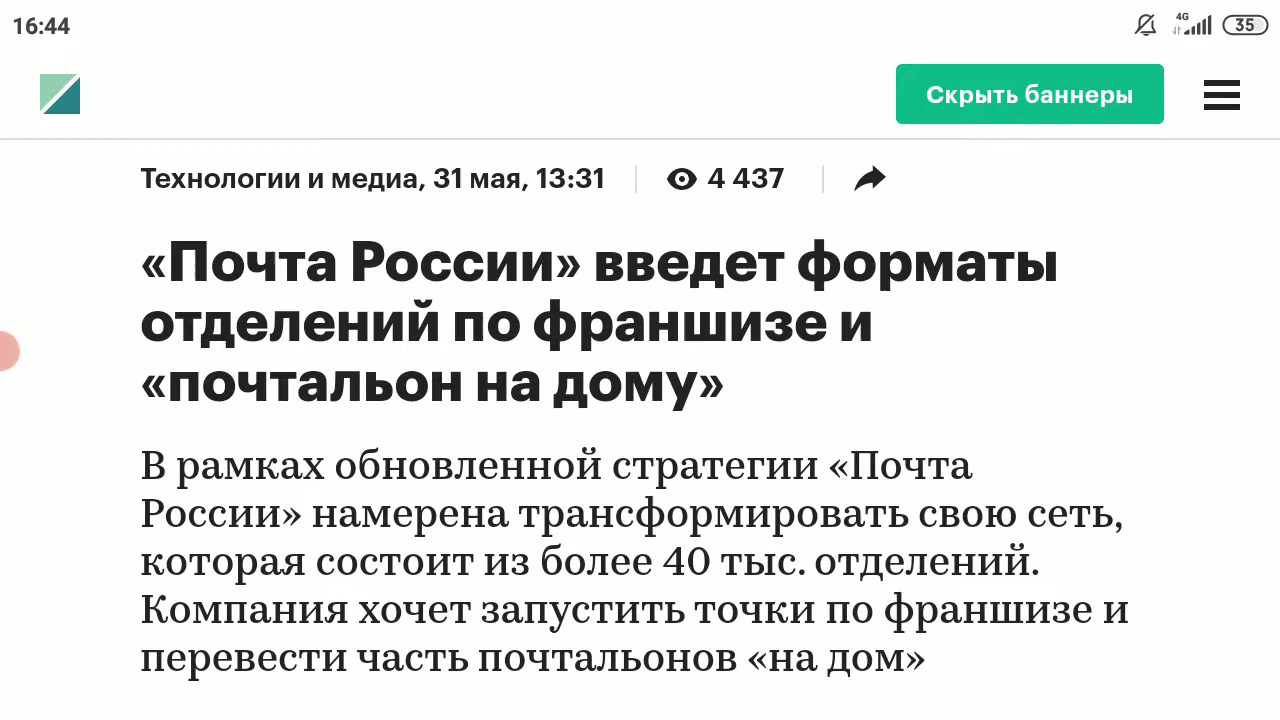 16:44
4G
35
Скрыть баннеры
Технологии и медиа, 31 мая, 13:31
4 437
«Почта России» введет форматы
отделений по франшизе и
«почтальон на дому»
В рамках обновленной стратегии «Почта
России» намерена трансформировать свою сеть,
которая состоит из более 40 тыс. отделений.
Компания хочет запустить точки по франшизе и
перевести часть почтальонов «на дом»